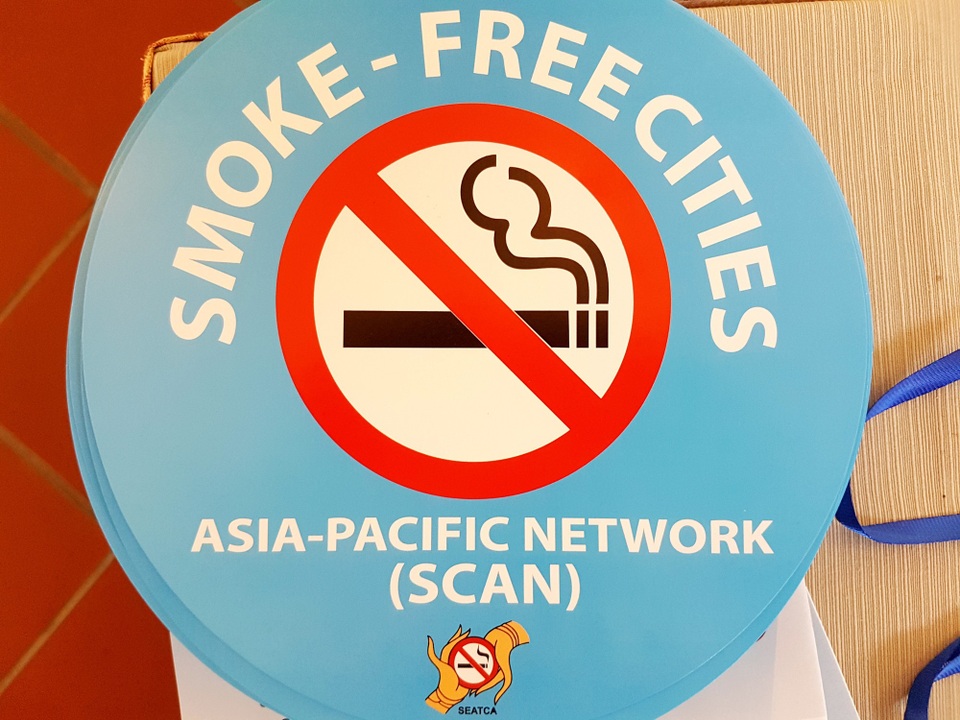 SMOKE-FREE CITIES
ASIA-PACIFIC NETWORK
(SCAN)
SEATCA